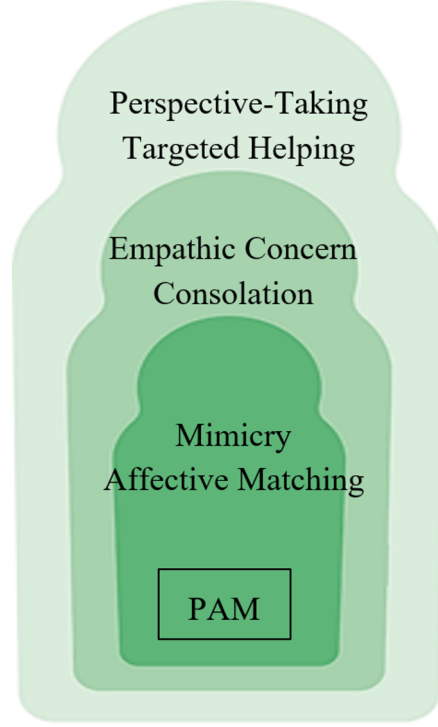 Perspective-Taking
Targeted Helping
Empathic Concern
Consolation
Mimicry
Affective Matching
PAM